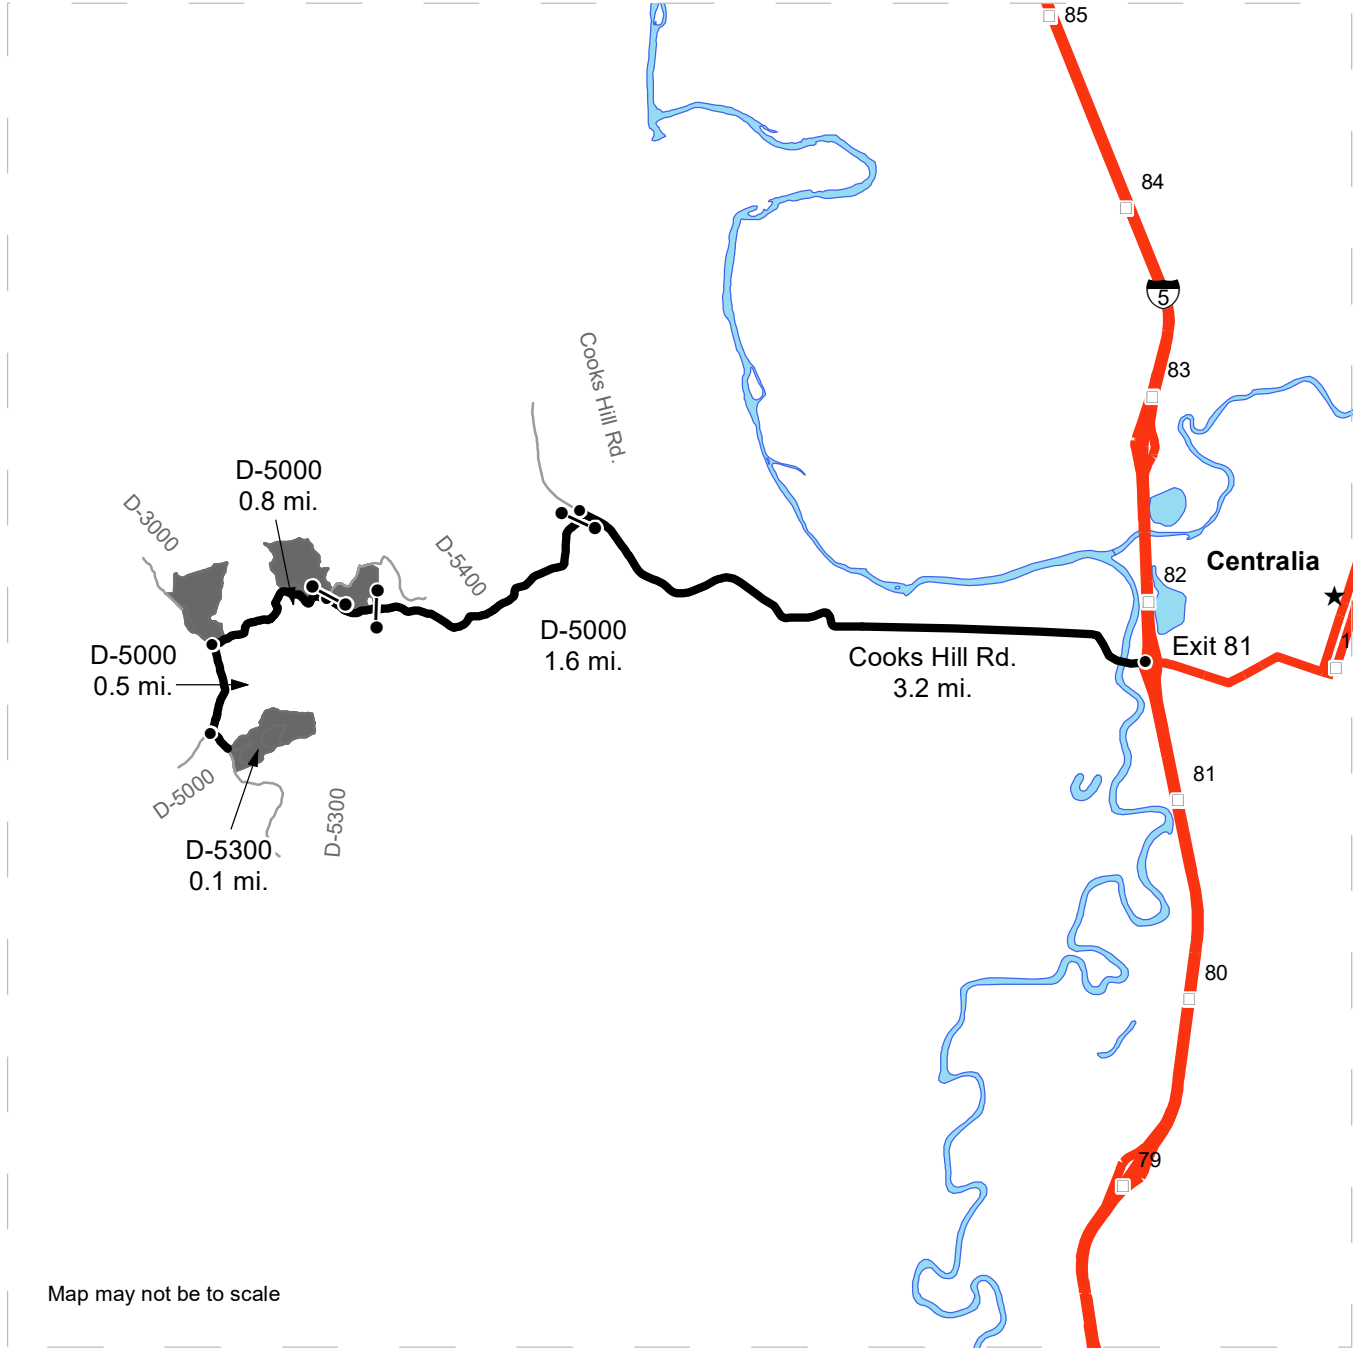 85
84
5
83
Cooks Hill Rd.
D-5000
0.8 mi.
D-3000
D-5400
Centralia
82
D-5000
1.6 mi.
Exit 81
1
D-5000
0.5 mi.
Cooks Hill Rd.
3.2 mi.
81
D-5000
D-5300
D-5300
0.1 mi.
80
79
Map may not be to scale